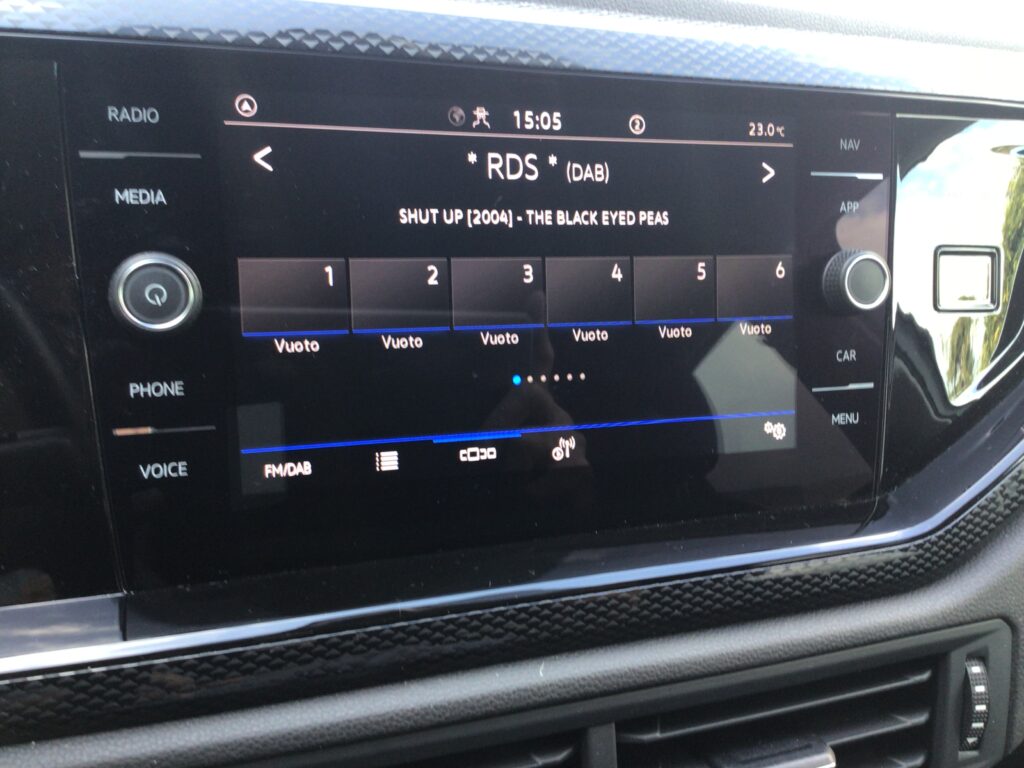 RADIO
MEDIA
PHONE
VOICE
15:05
2
23.0°C
< * RDS * (DAB) >
SHUT UP [2004] - THE BLACK EYED PEAS
1 2 3 4 5 6
Vuoto Vuoto Vuoto Vuoto Vuoto Vuoto
FM/DAB
NAV
APP
CAR
MENU